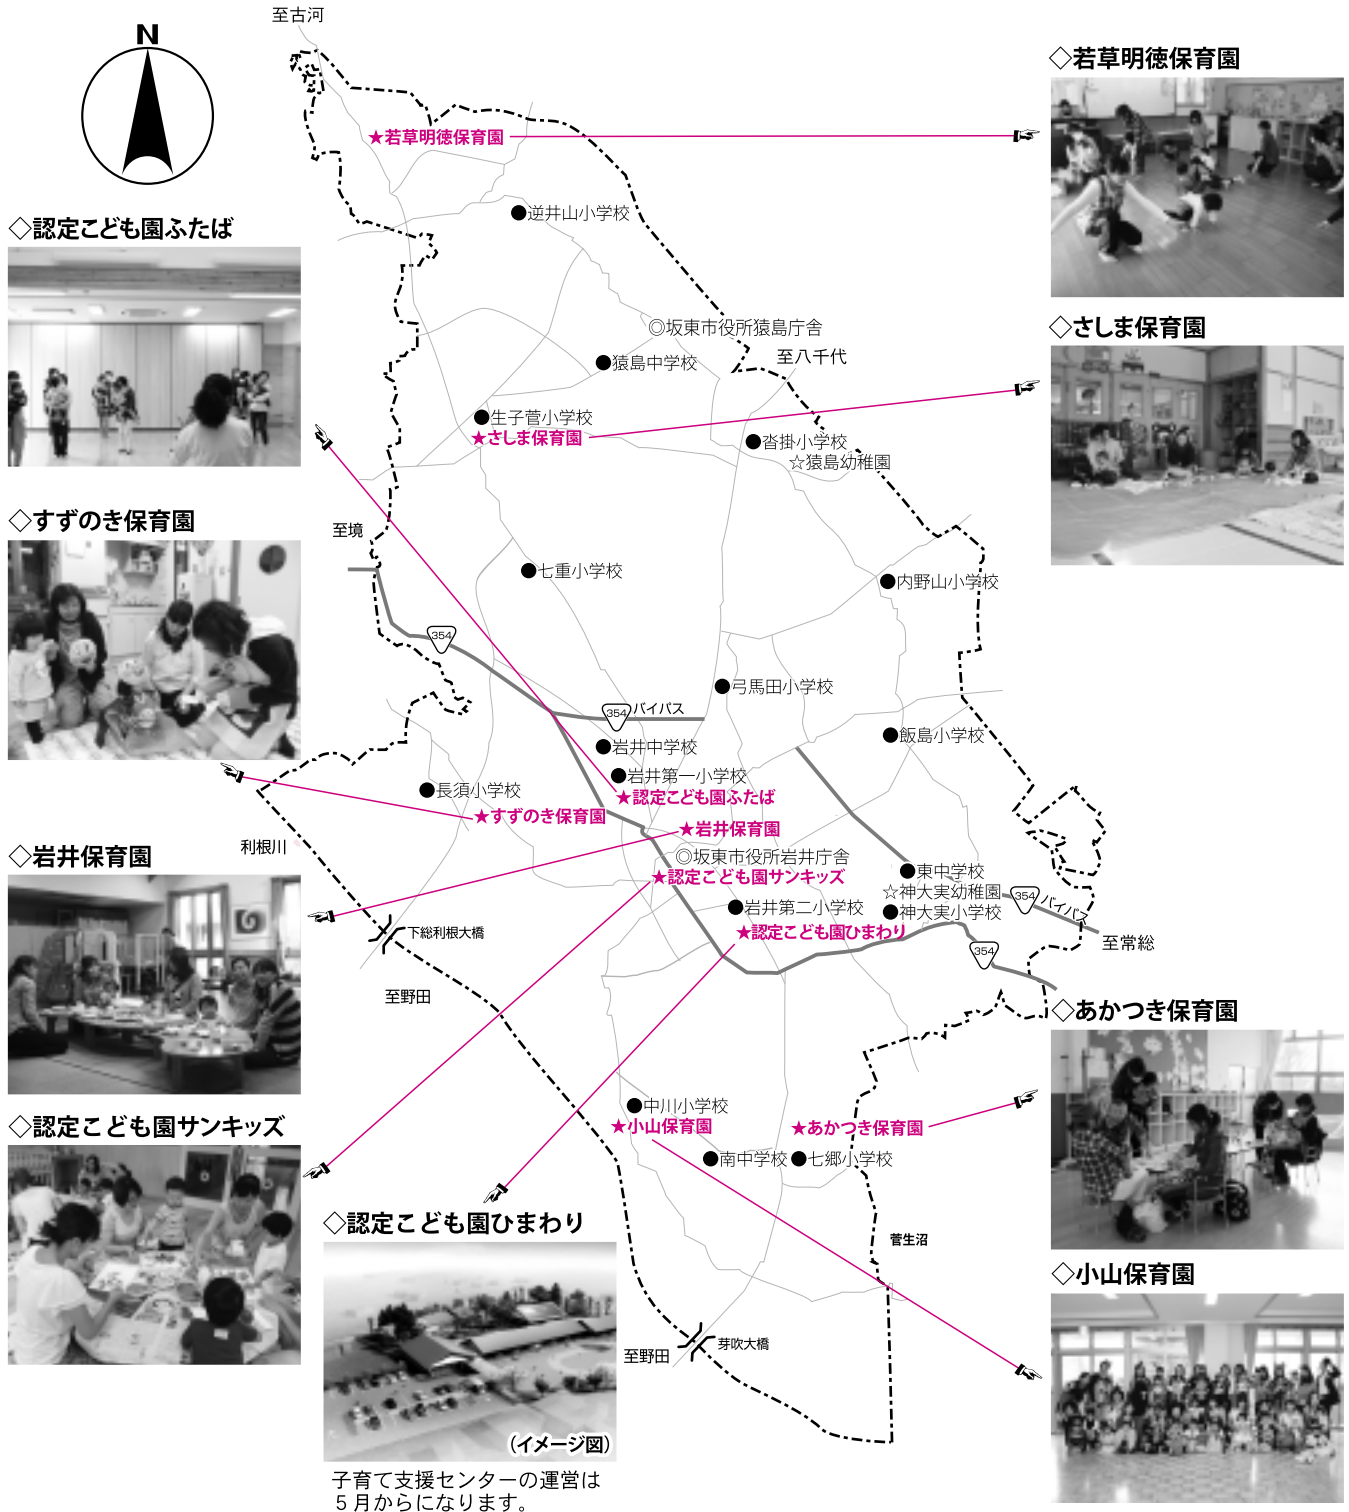 至古河
N
◇若草明徳保育園
★若草明徳保育園
●逆井山小学校
◇認定こども園ふたば
◇さしま保育園
◎坂東市役所猿島庁舎
至八千代
●猿島中学校
●生子菅小学校
★さしま保育園
●沓掛小学校
☆猿島幼稚園
◇すずのき保育園
至境
●七重小学校
●内野山小学校
354
●弓馬田小学校
354
バイパス
●飯島小学校
●岩井中学校
●岩井第一小学校
●長須小学校
★認定こども園ふたば
★すずのき保育園
★岩井保育園
利根川
◇岩井保育園
◎坂東市役所岩井庁舎
★認定こども園サンキッズ
●東中学校
☆神大実幼稚園
354
バイパス
●岩井第二小学校
●神大実小学校
下総利根大橋
★認定こども園ひまわり
至常総
354
至野田
◇あかつき保育園
●中川小学校
◇認定こども園サンキッズ
★小山保育園
★あかつき保育園
●南中学校
●七郷小学校
◇認定こども園ひまわり
菅生沼
◇小山保育園
芽吹大橋
至野田
(イメージ図)
子育て支援センターの運営は
５月からになります。